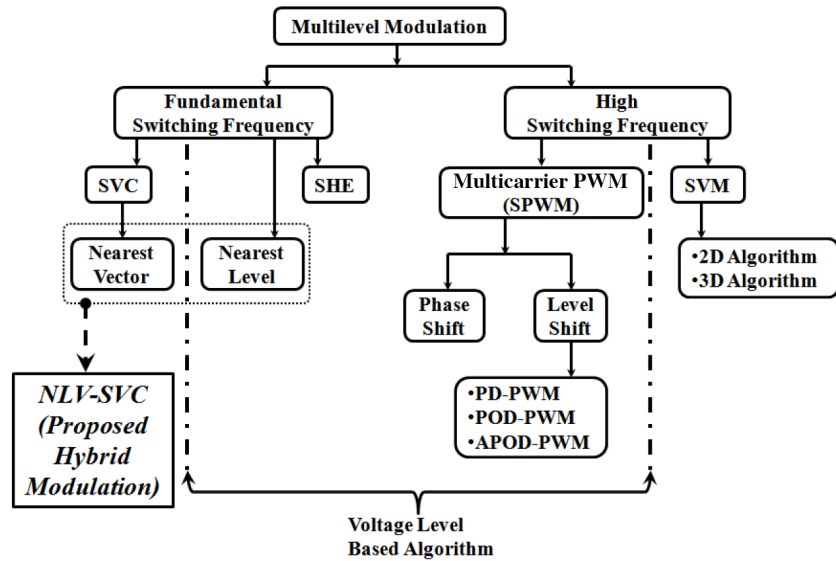 Multilevel Modulation
Fundamental
Switching Frequency
High
Switching Frequency
SVC
SHE
Multicarrier PWM
(SPWM)
SVM
Nearest
Vector
Nearest
Level
•2D Algorithm
•3D Algorithm
Phase
Shift
Level
Shift
NLV-SVC
(Proposed
Hybrid
Modulation)
•PD-PWM
•POD-PWM
•APOD-PWM
Voltage Level
Based Algorithm